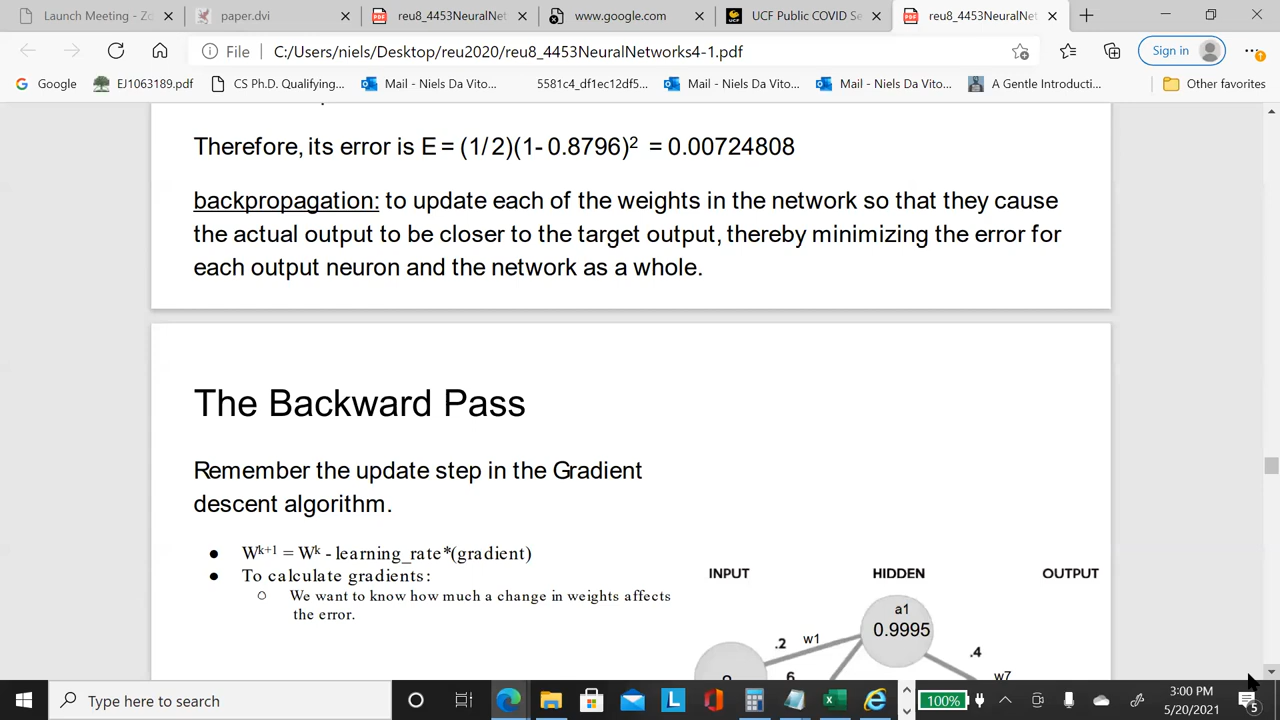 Launch Meeting - Zo
paper.dvi
reu8_4453NeuralNet
www.google.com
UCF Public COVID Se
reu8_4453NeuralNet
File
C:/Users/niels/Desktop/reu2020/reu8_4453NeuralNetworks4-1.pdf
Sign in
Google
EJ1063189.pdf
CS Ph.D. Qualifying...
Mail - Niels Da Vito...
5581c4_df1ec12df5...
Mail - Niels Da Vito...
Mail - Niels Da Vito...
A Gentle Introducti...
Other favorites
Therefore, its error is E = (1/2)(1- 0.8796)² = 0.00724808
backpropagation: to update each of the weights in the network so that they cause
the actual output to be closer to the target output, thereby minimizing the error for
each output neuron and the network as a whole.
The Backward Pass
Remember the update step in the Gradient
descent algorithm.
● Wᵏ⁺¹ = Wᵏ - learning_rate*(gradient)
● To calculate gradients:
○ We want to know how much a change in weights affects
the error.
INPUT
HIDDEN
OUTPUT
a1
0.9995
.2
w1
.4
6
w7
Type here to search
100%
3:00 PM
5/20/2021
5